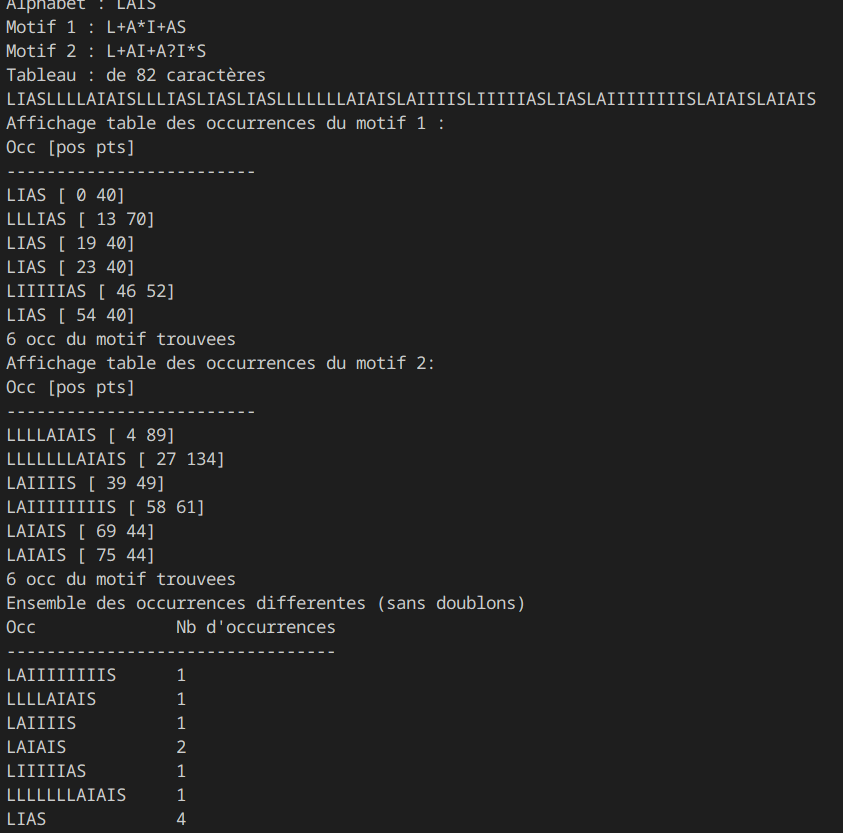 Alphabet : LAIS
Motif 1 : L+A*I+AS
Motif 2 : L+AI+A?I*S
Tableau : de 82 caractères
LIASLLLLAIAISLLLIASLIASLIASLLLLLLLAIAISLAIIIISLIIIIIASLIASLAIIIIIIIISLAIAISLAIAIS
Affichage table des occurrences du motif 1 :
Occ [pos pts]
-------------------------
LIAS [ 0 40]
LLLIAS [ 13 70]
LIAS [ 19 40]
LIAS [ 23 40]
LIIIIIAS [ 46 52]
LIAS [ 54 40]
6 occ du motif trouvees
Affichage table des occurrences du motif 2:
Occ [pos pts]
-------------------------
LLLLAIAIS [ 4 89]
LLLLLLLAIAIS [ 27 134]
LAIIIIS [ 39 49]
LAIIIIIIIIS [ 58 61]
LAIAIS [ 69 44]
LAIAIS [ 75 44]
6 occ du motif trouvees
Ensemble des occurrences differentes (sans doublons)
Occ              Nb d'occurrences
---------------------------------
LAIIIIIIIIS      1
LLLLAIAIS        1
LAIIIIS          1
LAIAIS           2
LIIIIIAS         1
LLLLLLLAIAIS     1
LIAS             4